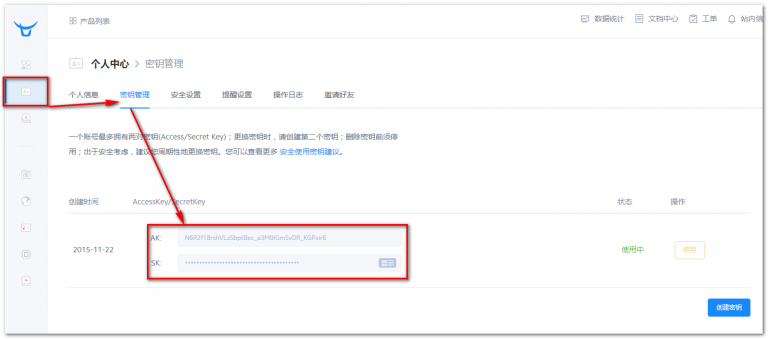 产品列表
数据统计 文档中心 工单 站内信
个人中心 > 密钥管理
个人信息 密钥管理 安全设置 提醒设置 操作日志 邀请好友
一个账号最多拥有两对密钥(Access/Secret Key)；更换密钥时，请创建第二个密钥；删除密钥前须停
用；出于安全考虑，建议您周期性地更换密钥。您可以查看更多 安全使用密钥建议。
创建时间 AccessKey/SecretKey 状态 操作
AK:
2015-11-22 使用中 停用
SK: 显示
创建密钥